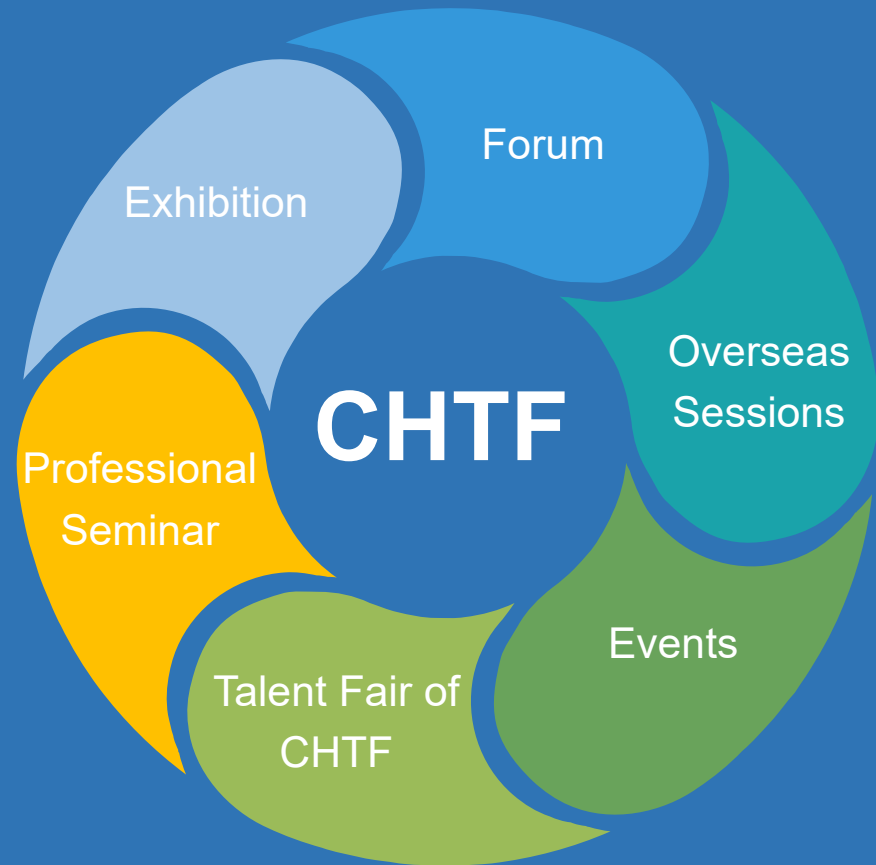 Forum
Exhibition
Overseas
Sessions
CHTF
Professional
Seminar
Events
Talent Fair of
CHTF